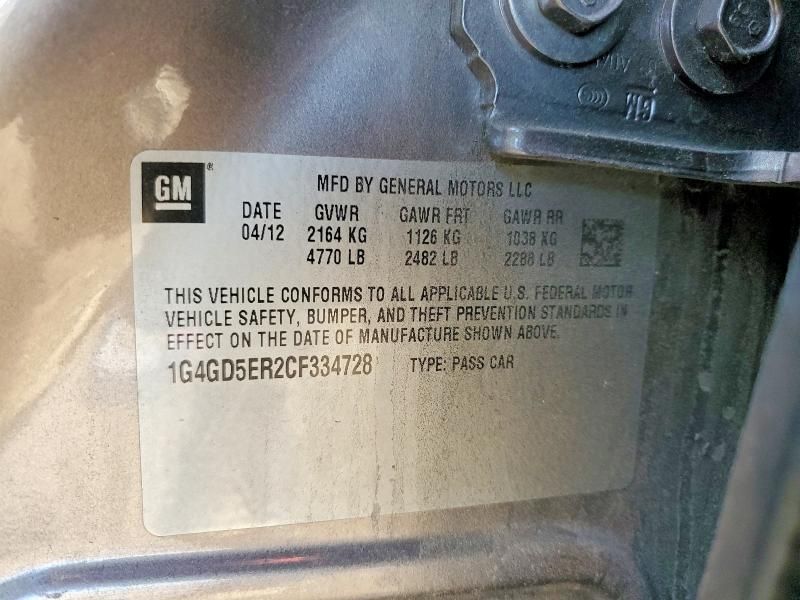 GM ®
MFD BY GENERAL MOTORS LLC
DATE GVWR GAWR FRT GAWR RR
04/12 2164 KG 1126 KG 1038 KG
4770 LB 2482 LB 2288 LB
THIS VEHICLE CONFORMS TO ALL APPLICABLE U.S. FEDERAL MOTOR
VEHICLE SAFETY, BUMPER, AND THEFT PREVENTION STANDARDS IN
EFFECT ON THE DATE OF MANUFACTURE SHOWN ABOVE.
1G4GD5ER2CF334728 TYPE: PASS CAR
GM